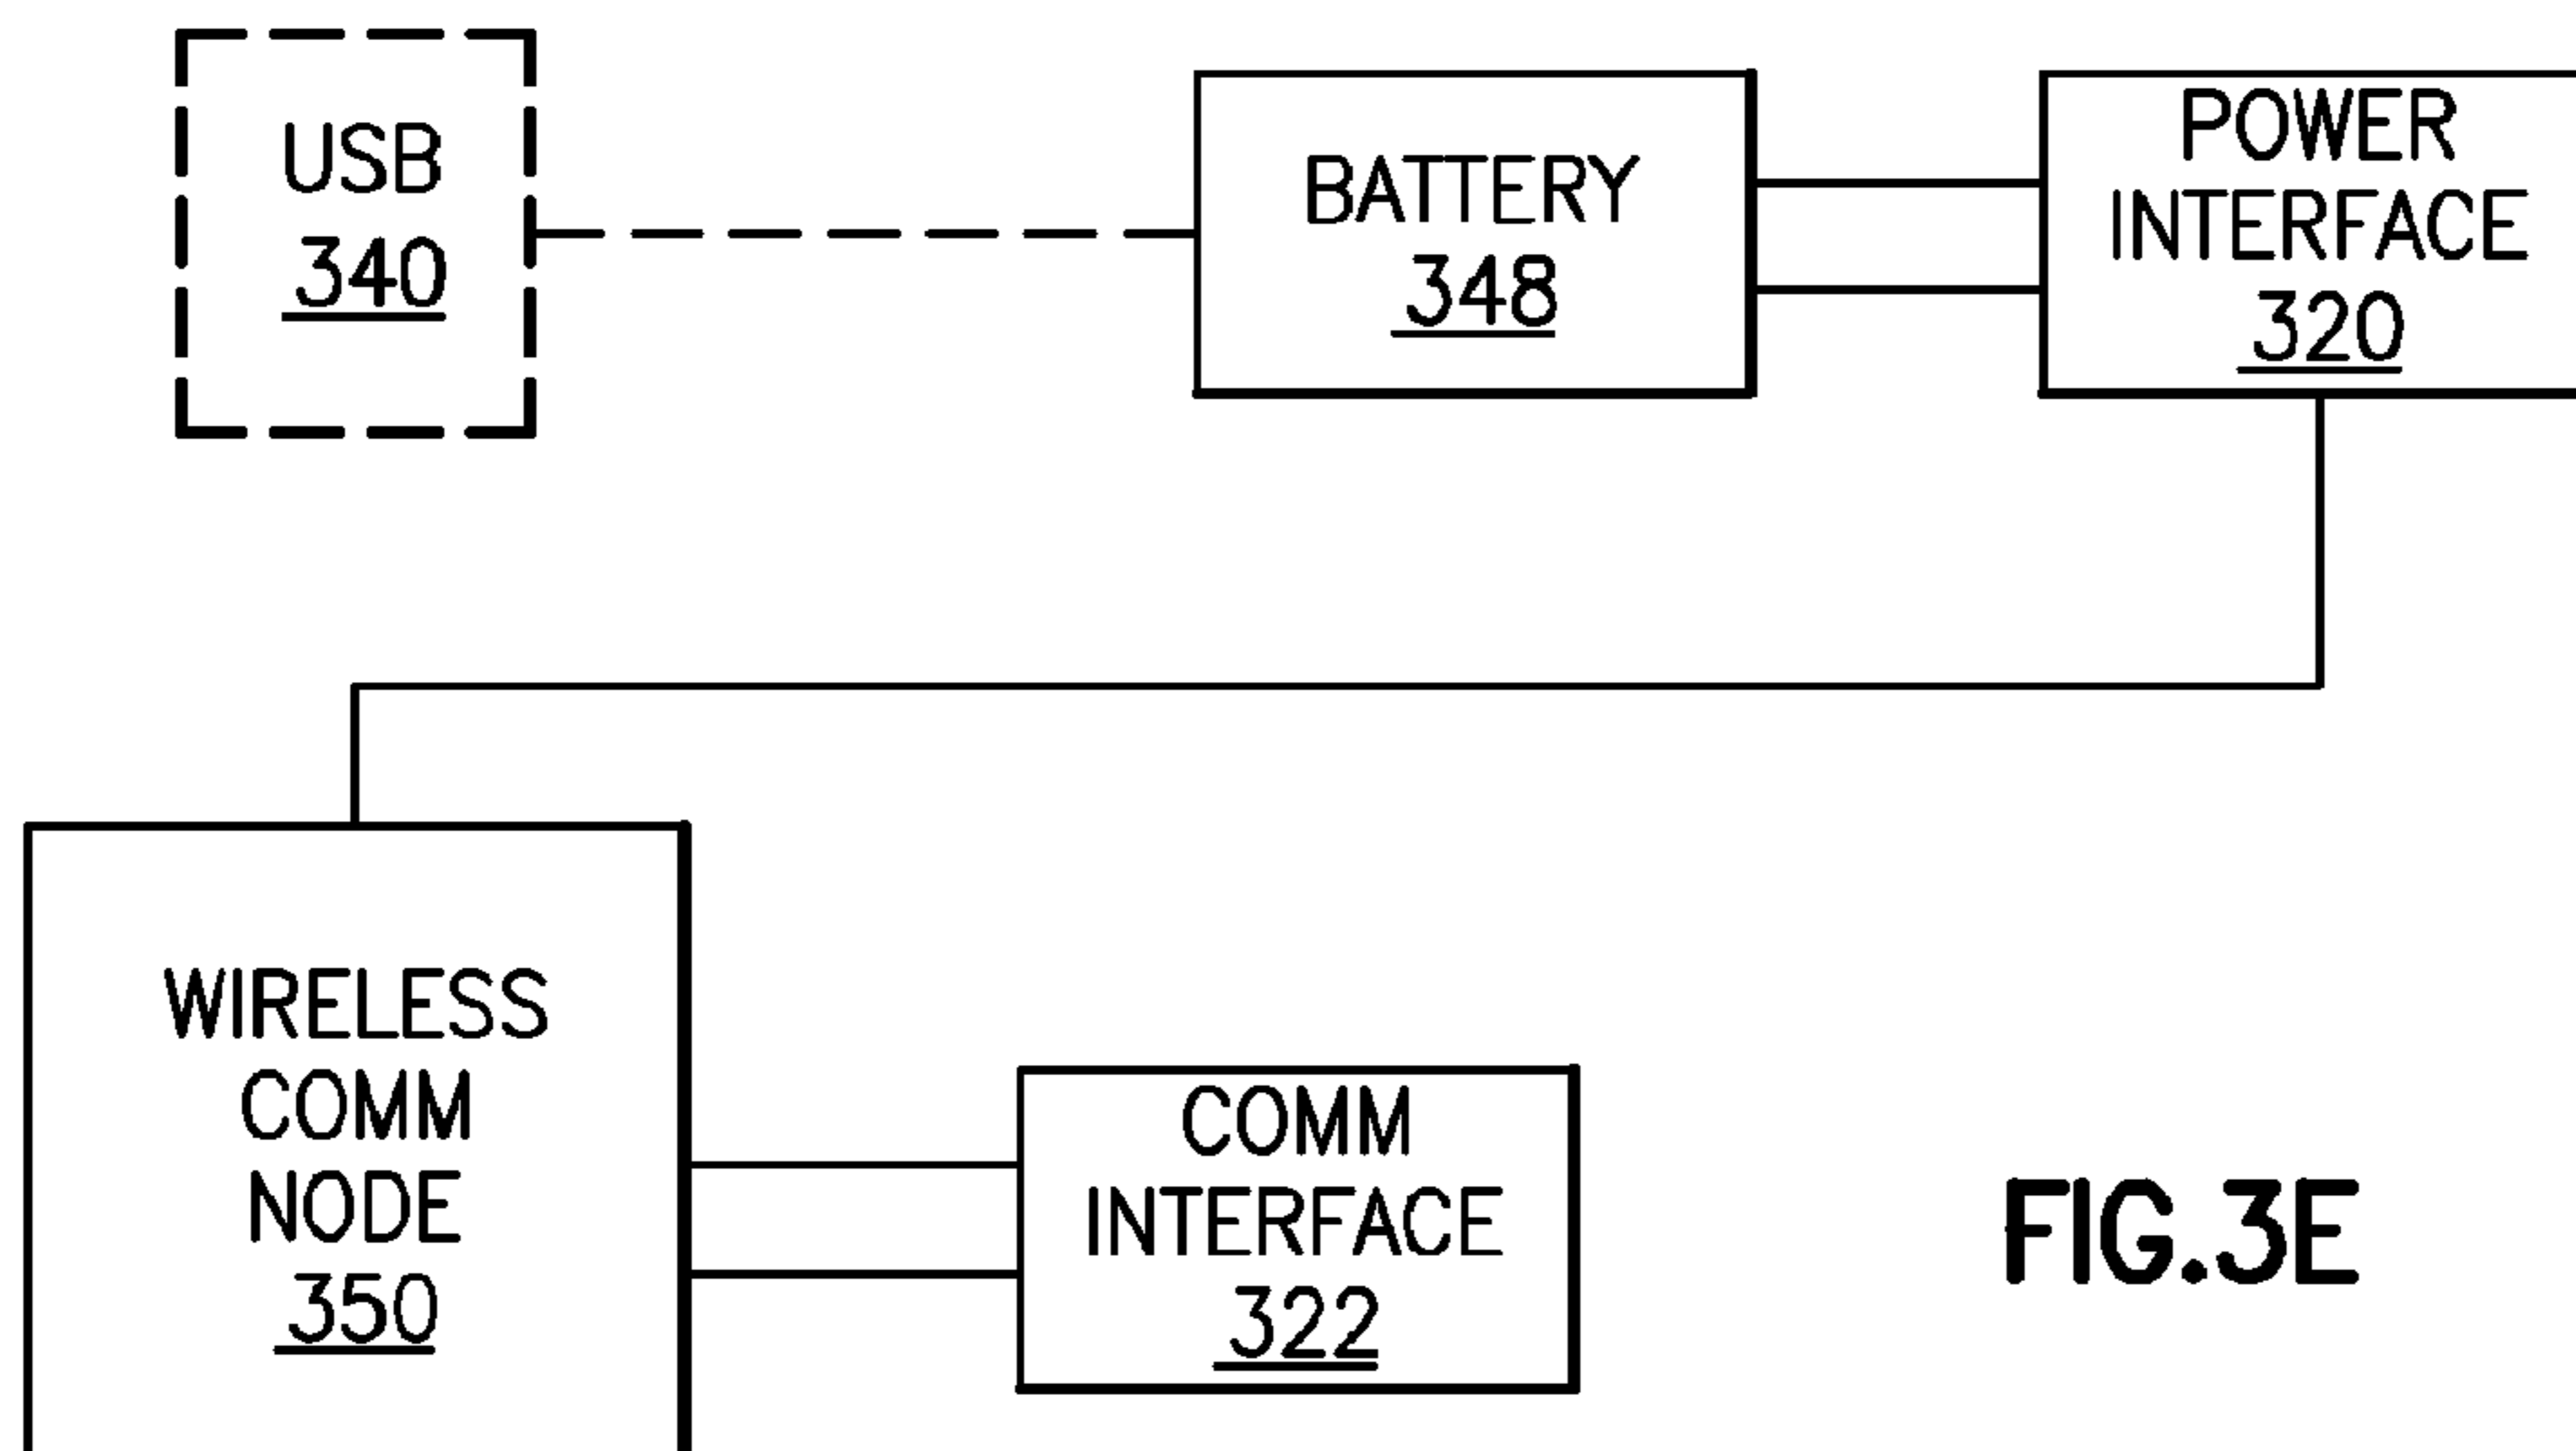 USB
340
BATTERY
348
POWER
INTERFACE
320
WIRELESS
COMM
NODE
350
COMM
INTERFACE
322
FIG.3E